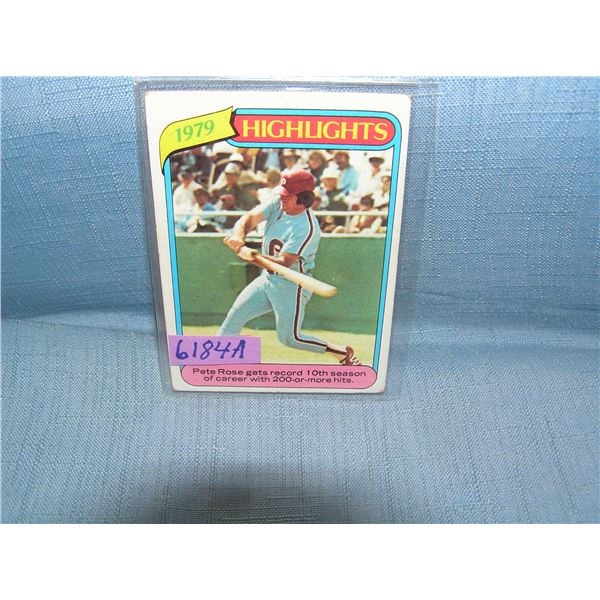 1979
HIGHLIGHTS
P
6184A
Pete Rose gets record 10th season
of career with 200-or-more hits.